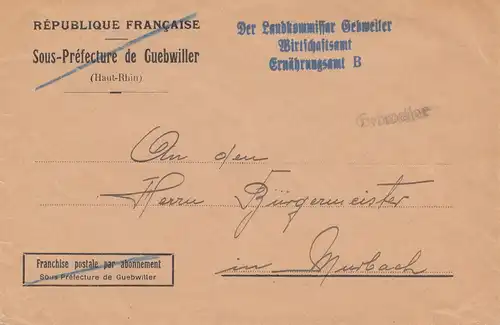 RÉPUBLIQUE FRANÇAISE
Sous-Préfecture de Guebwiller
(Haut-Rhin)
Der Landkommissar Gebweiler
Wirtschaftsamt
Ernährungsamt B
Gebweiler
An den
Herrn Bürgermeister
in Murbach
Franchise postale par abonnement
Sous-Préfecture de Guebwiller